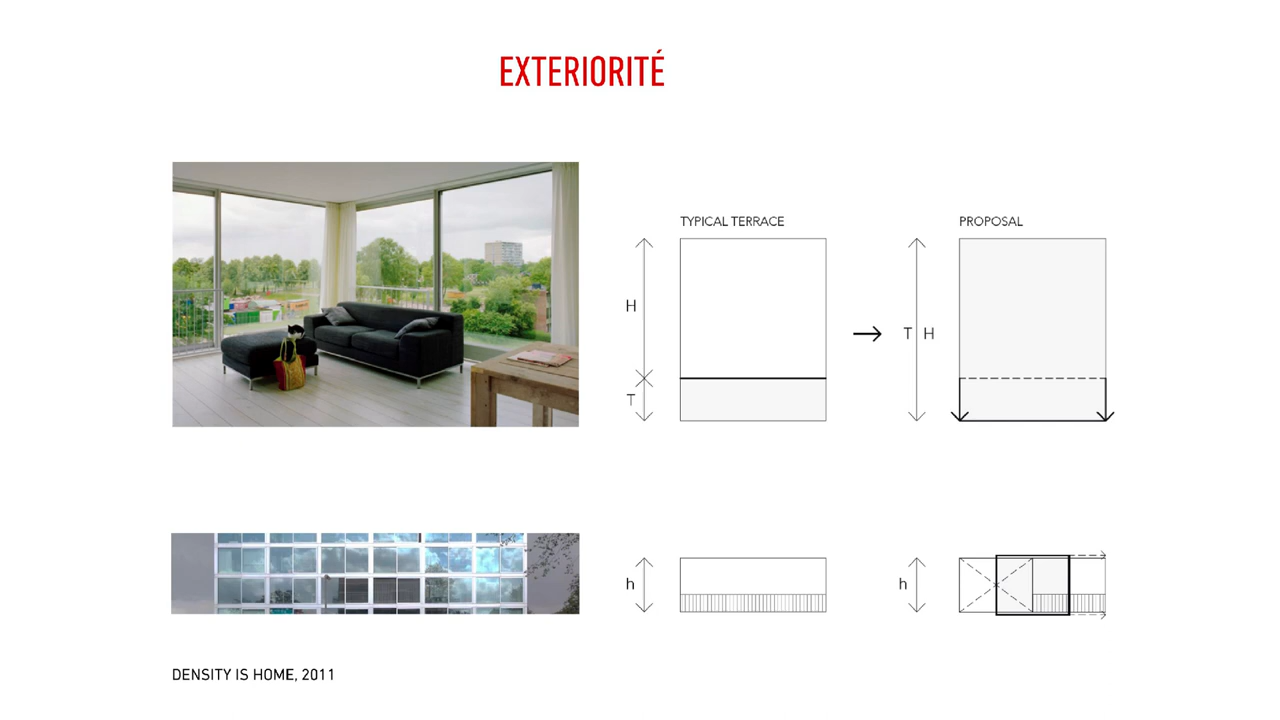 EXTERIORITÉ
TYPICAL TERRACE
PROPOSAL
H
T H
T
h
h
DENSITY IS HOME, 2011